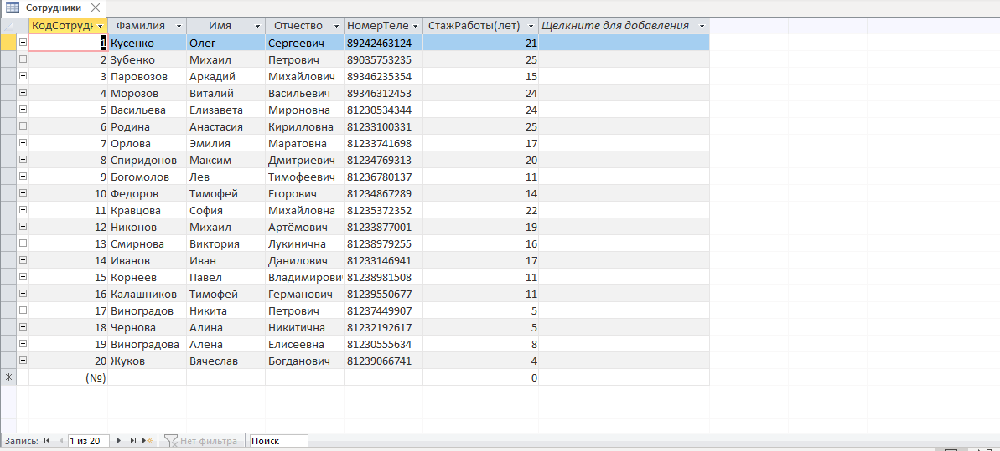 Сотрудники
КодСотрудн Фамилия Имя Отчество НомерТеле СтажРаботы(лет) Щелкните для добавления
1 Кусенко Олег Сергеевич 89242463124 21
2 Зубенко Михаил Петрович 89035753235 25
3 Паровозов Аркадий Михайлович 89346235354 15
4 Морозов Виталий Васильевич 89346312453 24
5 Васильева Елизавета Мироновна 81230534344 24
6 Родина Анастасия Кирилловна 81233100331 25
7 Орлова Эмилия Маратовна 81233741698 17
8 Спиридонов Максим Дмитриевич 81234769313 20
9 Богомолов Лев Тимофеевич 81236780137 11
10 Федоров Тимофей Егорович 81234867289 14
11 Кравцова София Михайловна 81235372352 22
12 Никонов Михаил Артёмович 81233877001 19
13 Смирнова Виктория Лукинична 81238979255 16
14 Иванов Иван Данилович 81233146941 17
15 Корнеев Павел Владимирович 81238981508 11
16 Калашников Тимофей Германович 81239550677 11
17 Виноградов Никита Петрович 81237449907 5
18 Чернова Алина Никитична 81232192617 5
19 Виноградова Алёна Елисеевна 81230555634 8
20 Жуков Вячеслав Богданович 81239066741 4
(№) 0
Запись: 1 из 20 Нет фильтра Поиск